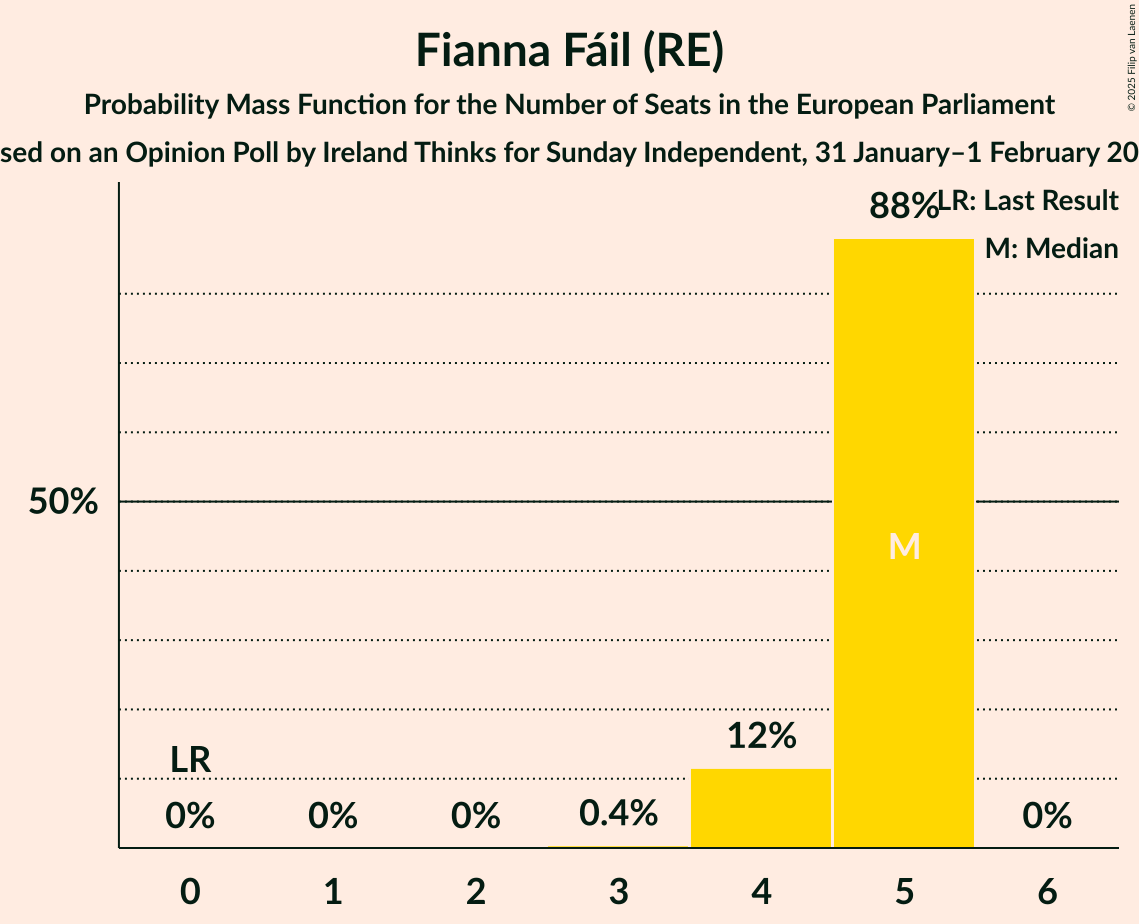 Fianna Fáil (RE)
Probability Mass Function for the Number of Seats in the European Parliament
on an Opinion Poll by Ireland Thinks for Sunday Independent, 31 January–1 February
© 2025 Filip van Laenen
LR: Last Result
M: Median
88%
50%
M
12%
LR
0% 0% 0% 0.4% 0%
0 1 2 3 4 5 6